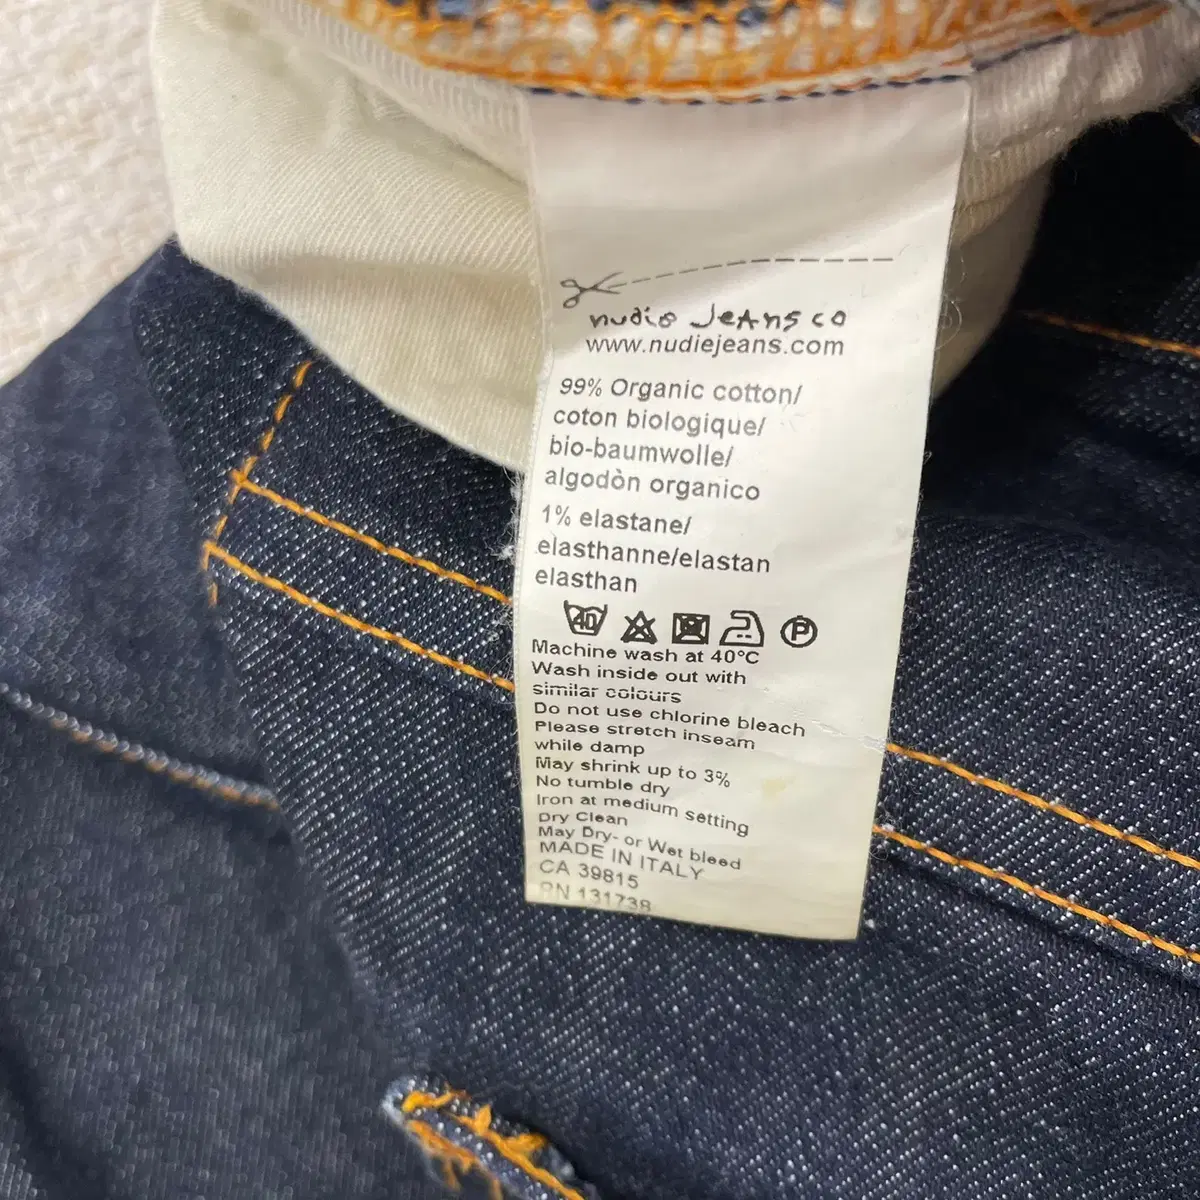 nudie Jeans co
www.nudiejeans.com
99% Organic cotton/
coton biologique/
bio-baumwolle/
algodòn organico
1% elastane/
elasthanne/elastan
elasthan
40 P
Machine wash at 40°C
Wash inside out with
similar colours
Do not use chlorine bleach
Please stretch inseam
while damp
May shrink up to 3%
No tumble dry
Iron at medium setting
Dry Clean
May Dry- or Wet bleed
MADE IN ITALY
CA 39815
RN 131738